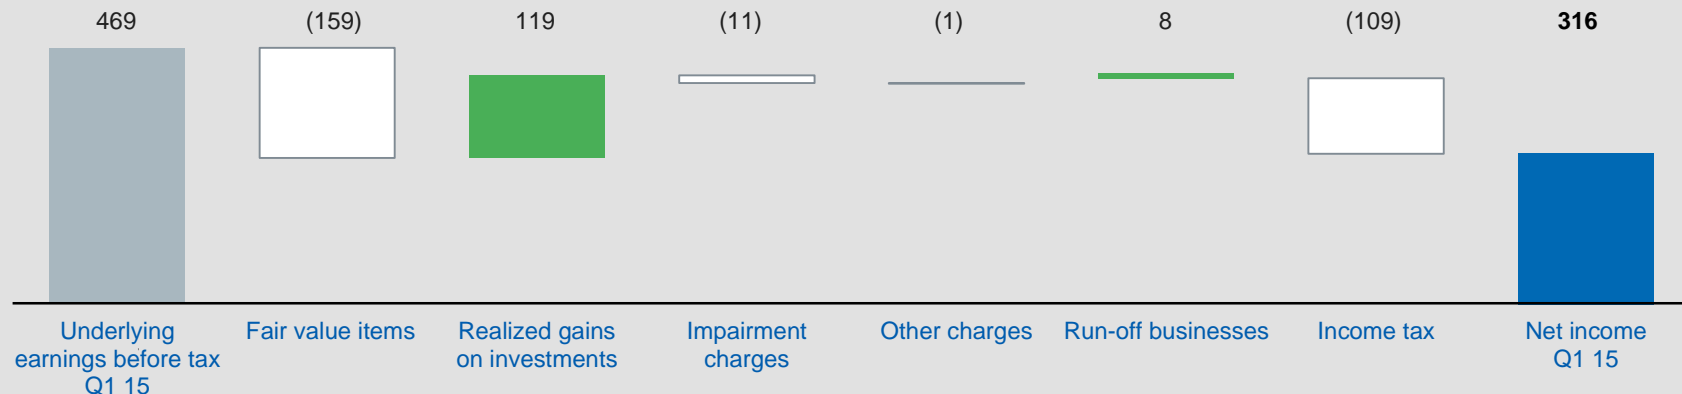 469 (159) 119 (11) (1) 8 (109) 316
Underlying
earnings before tax
Q1 15
Fair value items
Realized gains
on investments
Impairment
charges
Other charges
Run-off businesses
Income tax
Net income
Q1 15